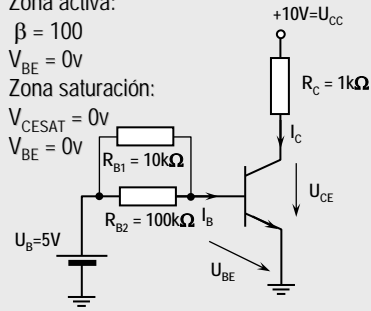 Zona activa:
β = 100
V_BE = 0v
Zona saturación:
V_CESAT = 0v
V_BE = 0v
+10V=U_CC
R_C = 1kΩ
I_C
R_B1 = 10kΩ
R_B2 = 100kΩ
I_B
U_CE
U_B=5V
U_BE